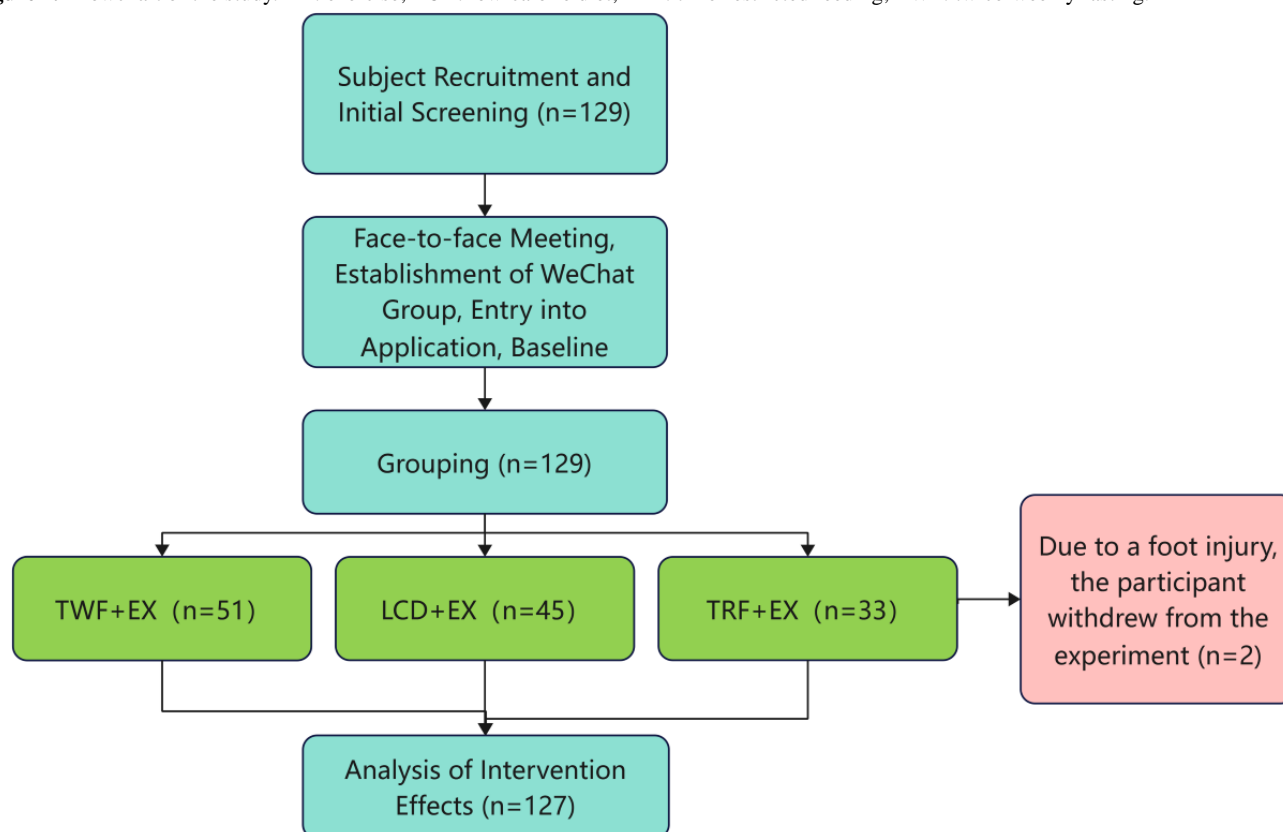 Subject Recruitment and
Initial Screening (n=129)
Face-to-face Meeting,
Establishment of WeChat
Group, Entry into
Application, Baseline
Grouping (n=129)
TWF+EX (n=51)
LCD+EX (n=45)
TRF+EX (n=33)
Due to a foot injury,
the participant
withdrew from the
experiment (n=2)
Analysis of Intervention
Effects (n=127)